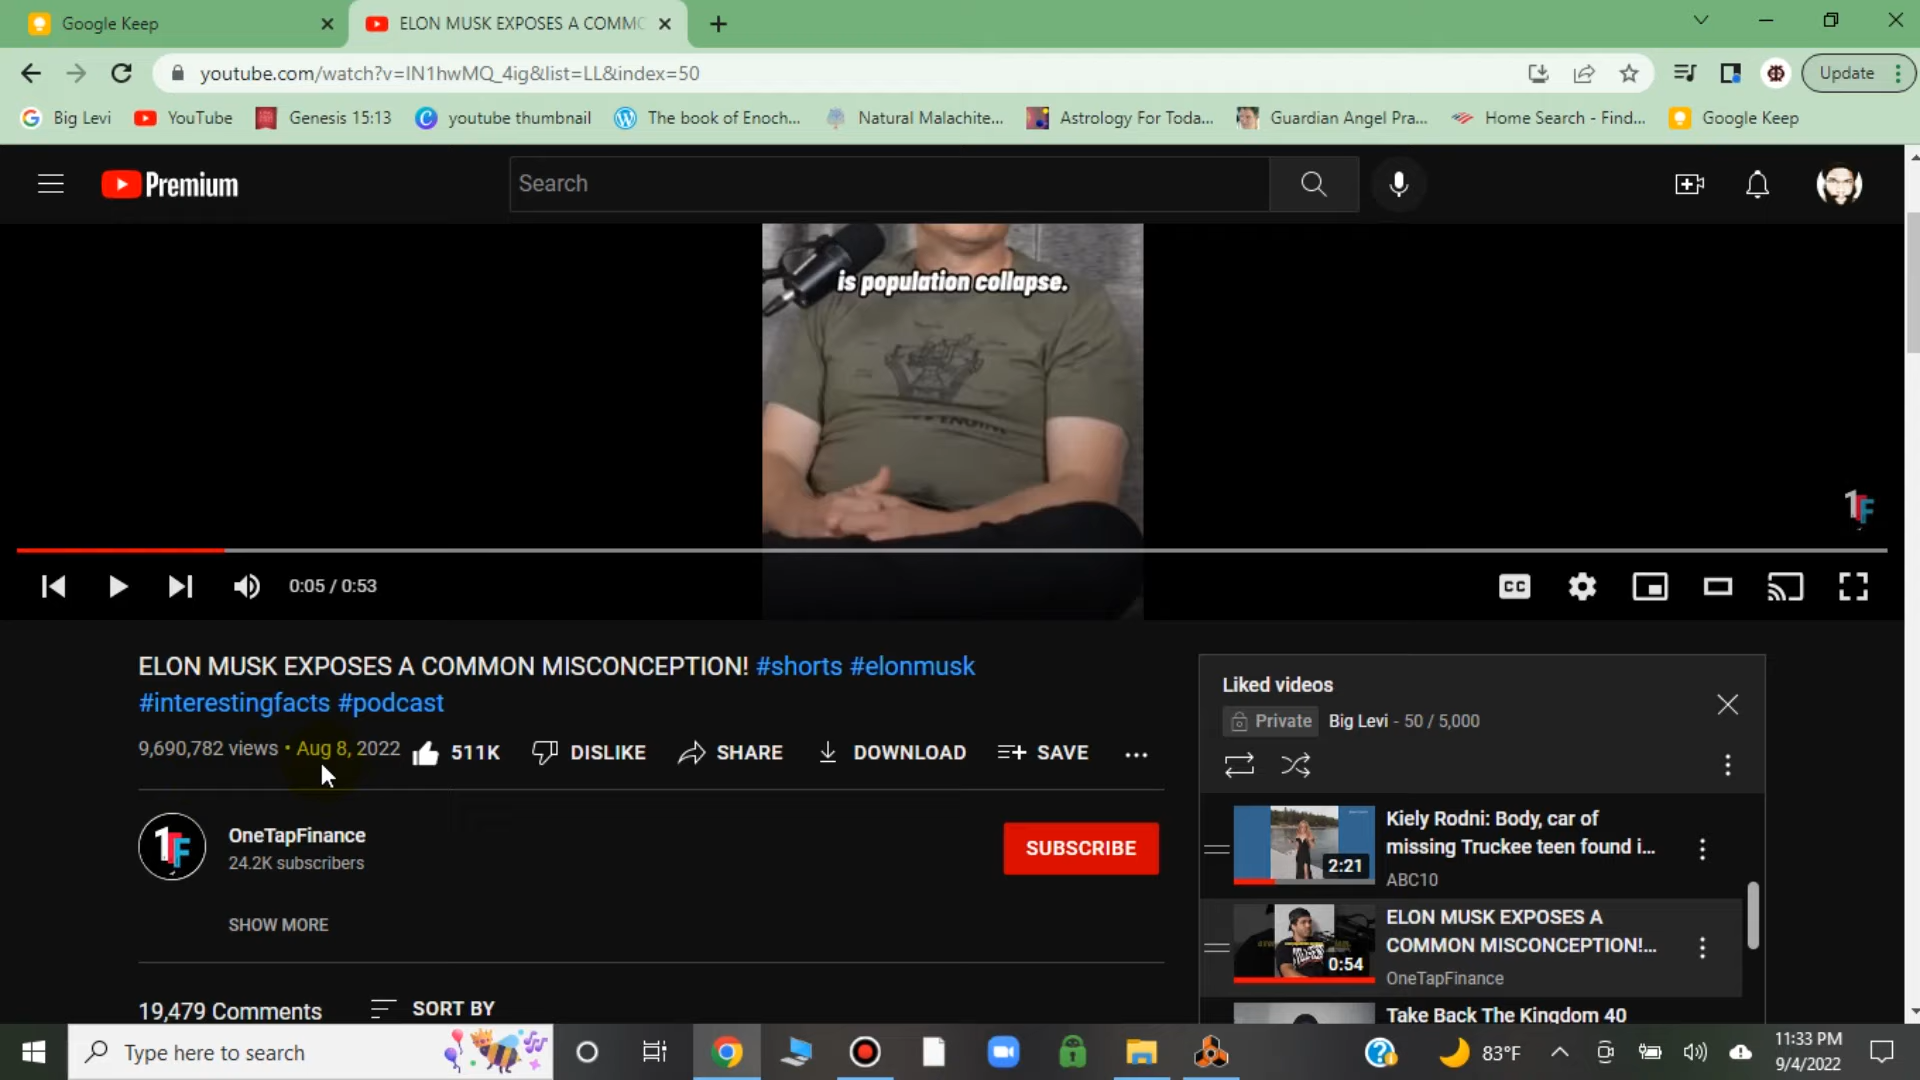 Google Keep
ELON MUSK EXPOSES A COMMC
youtube.com/watch?v=IN1hwMQ_4ig&list=LL&index=50
Update
Big Levi
YouTube
Genesis 15:13
youtube thumbnail
The book of Enoch...
Natural Malachite...
Astrology For Toda...
Guardian Angel Pra...
Home Search - Find...
Google Keep
Premium
Search
is population collapse.
1F
0:05 / 0:53
CC
ELON MUSK EXPOSES A COMMON MISCONCEPTION! #shorts #elonmusk
#interestingfacts #podcast
9,690,782 views • Aug 8, 2022
511K
DISLIKE
SHARE
DOWNLOAD
SAVE
OneTapFinance
24.2K subscribers
SUBSCRIBE
SHOW MORE
19,479 Comments
SORT BY
Liked videos
Private
Big Levi - 50 / 5,000
Kiely Rodni: Body, car of
missing Truckee teen found i...
2:21
ABC10
ELON MUSK EXPOSES A
COMMON MISCONCEPTION!...
0:54
OneTapFinance
Take Back The Kingdom 40
Type here to search
83°F
11:33 PM
9/4/2022